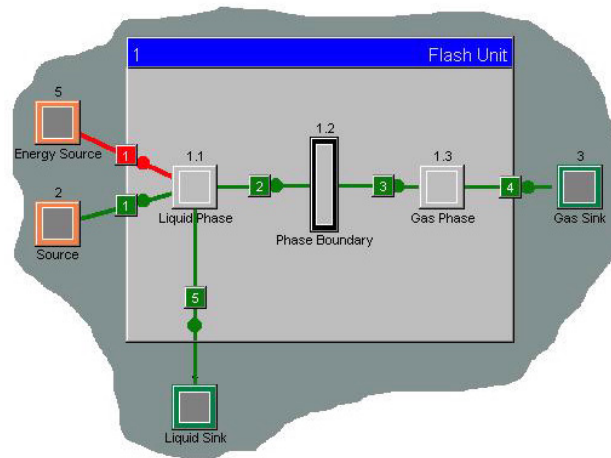 1 Flash Unit
5
Energy Source
1
1.1
1.2
1.3
3
2
1
2
3
4
Source
Liquid Phase
Phase Boundary
Gas Phase
Gas Sink
5
Liquid Sink